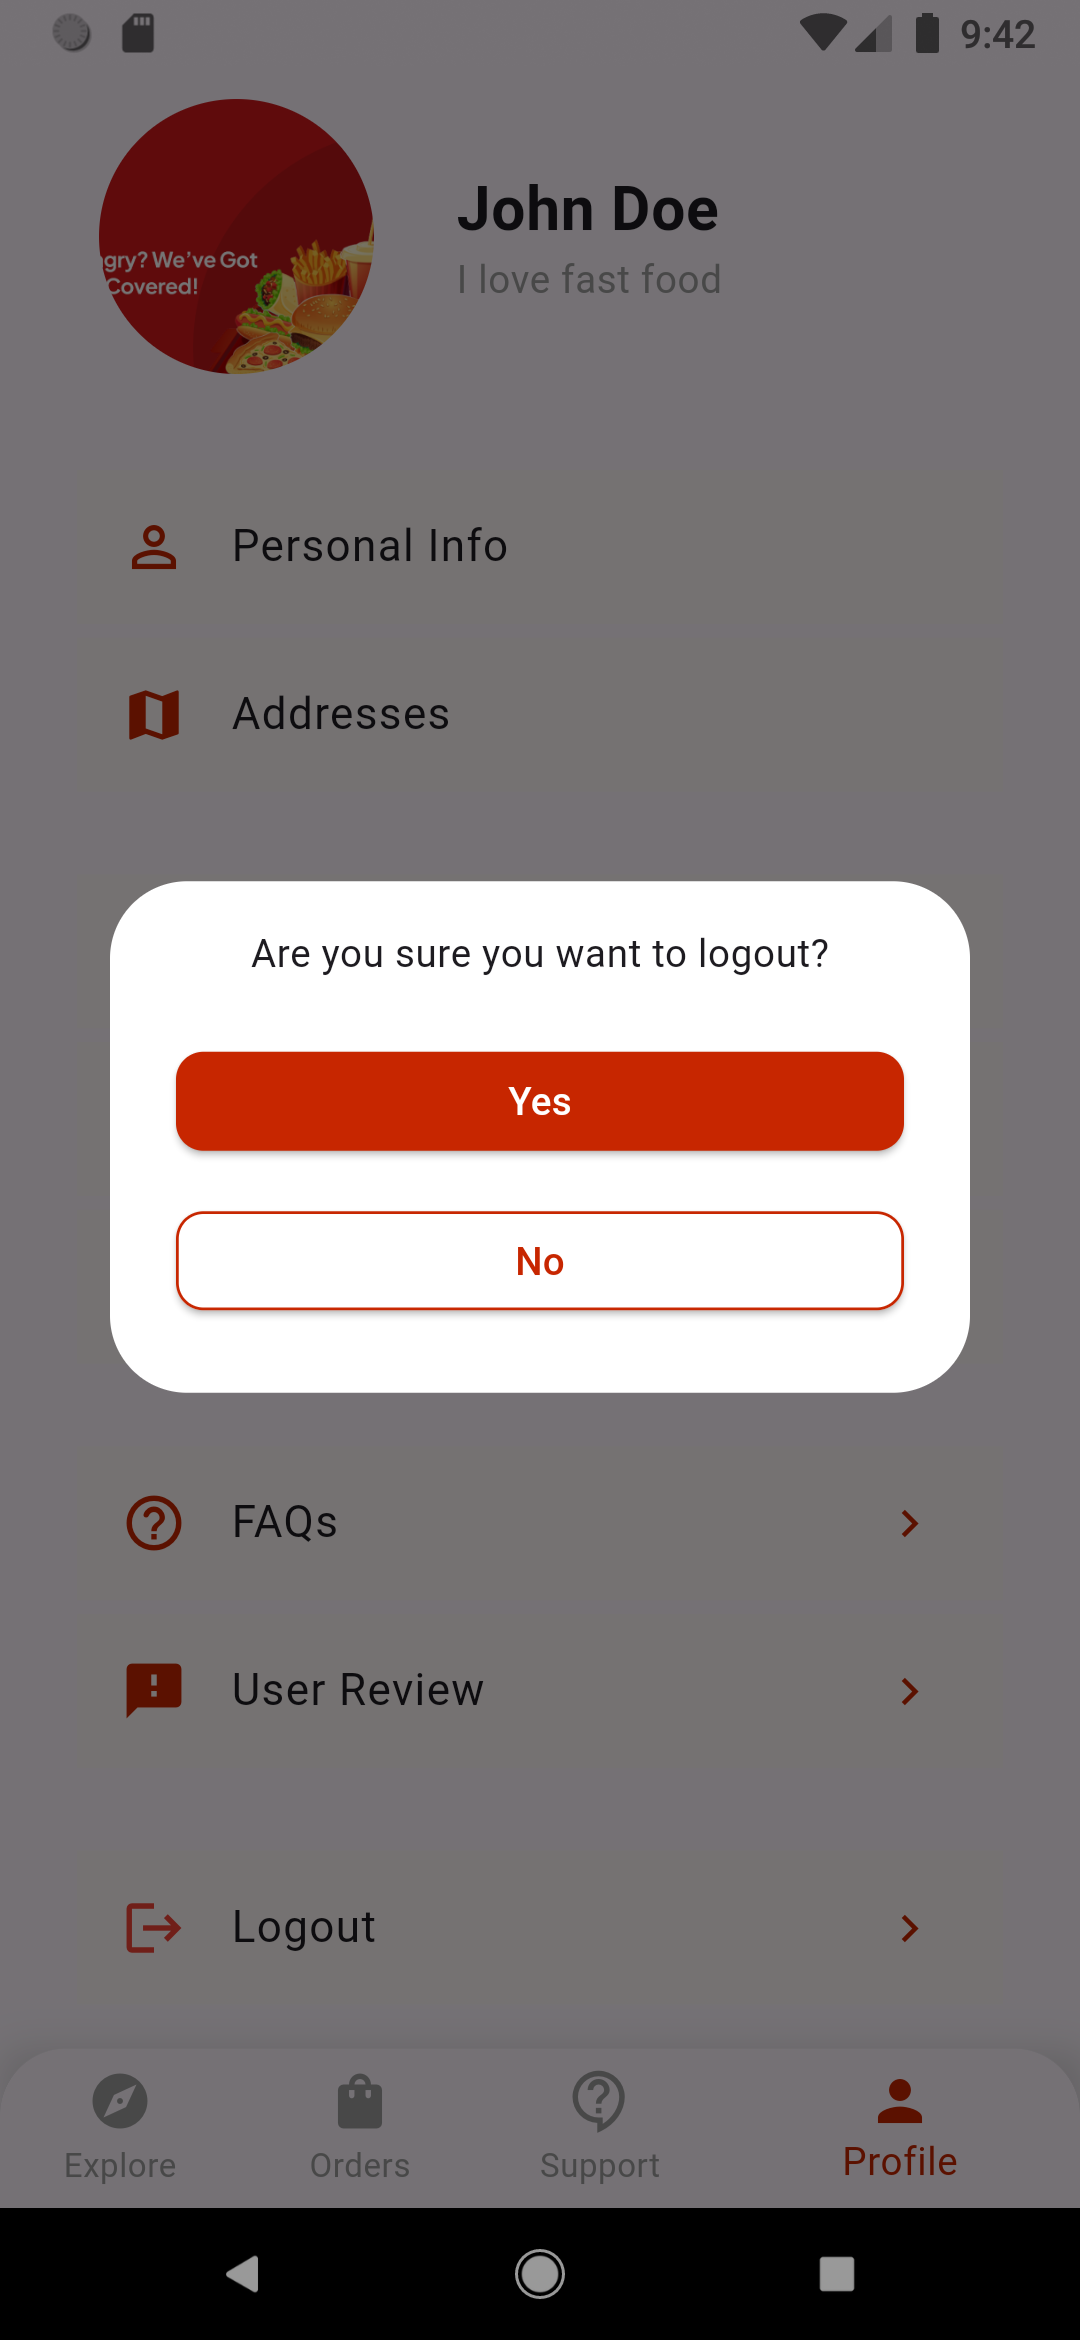 9:42
ngry? We've Got
Covered!
John Doe
I love fast food
Personal Info
Addresses
Are you sure you want to logout?
Yes
No
FAQs
User Review
Logout
Explore
Orders
Support
Profile